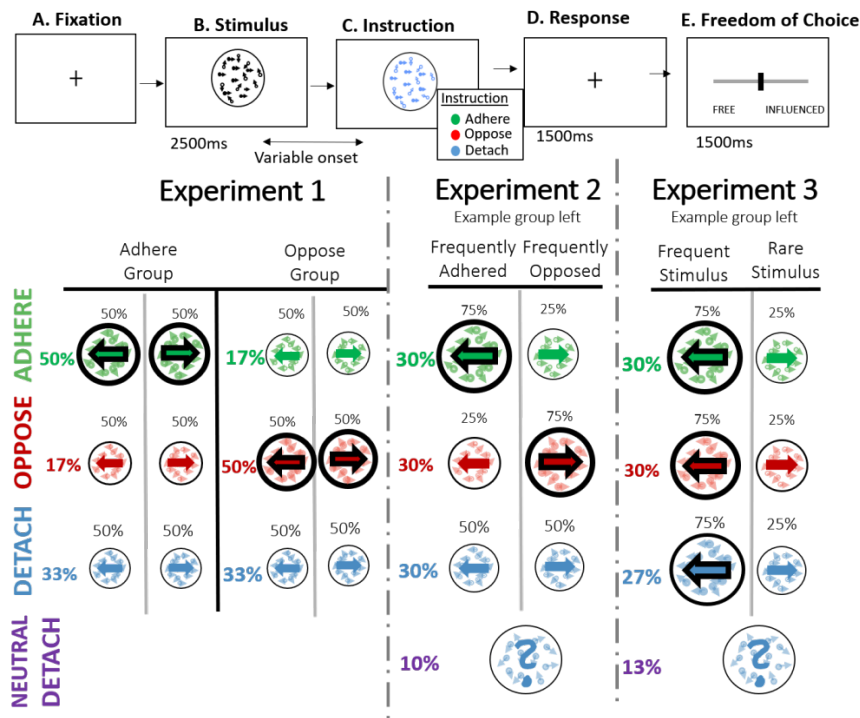 A. Fixation
B. Stimulus
C. Instruction
D. Response
E. Freedom of Choice
Instruction
Adhere
Oppose
Detach
FREE INFLUENCED
2500ms
Variable onset
1500ms
1500ms
Experiment 1
Experiment 2
Experiment 3
Example group left
Example group left
Adhere
Group
Oppose
Group
Frequently
Adhered
Frequently
Opposed
Frequent
Stimulus
Rare
Stimulus
ADHERE
50%
50% 50%
17%
50% 50%
30%
75% 25%
30%
75% 25%
OPPOSE
17%
50% 50%
50%
50% 50%
30%
25% 75%
30%
75% 25%
DETACH
33%
50% 50%
33%
50% 50%
30%
50% 50%
27%
75% 25%
NEUTRAL
DETACH
10%
?
13%
?